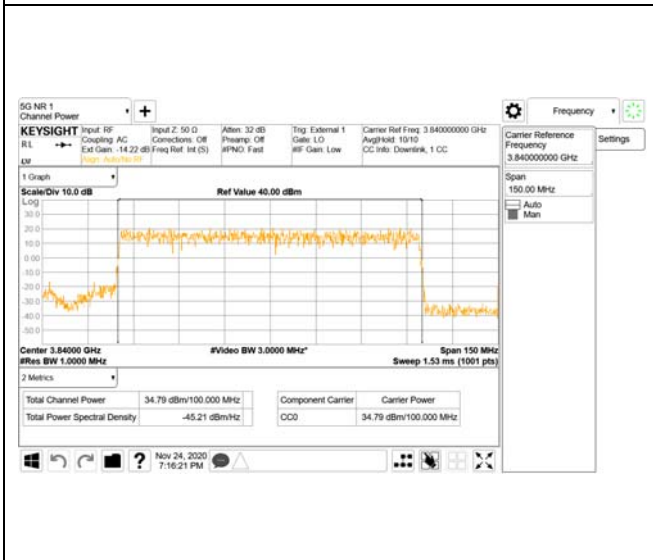 5G NR 1
Channel Power
Frequency
KEYSIGHT
RL
Input: RF
Coupling: AC
Ext Gain: -14.22 dB
Align: Auto/No RF
Input Z: 50 Ω
Corrections: Off
Freq Ref: Int (S)
Atten: 32 dB
Preamp: Off
#PNO: Fast
Trig: External 1
Gate: LO
#IF Gain: Low
Carrier Ref Freq: 3.840000000 GHz
Avg|Hold: 10/10
CC Info: Downlink, 1 CC
Carrier Reference
Frequency
3.840000000 GHz
Settings
Span
150.00 MHz
Auto
Man
1 Graph
Scale/Div 10.0 dB
Ref Value 40.00 dBm
Log
30.0
20.0
10.0
0.00
-10.0
-20.0
-30.0
-40.0
-50.0
Center 3.84000 GHz
#Video BW 3.0000 MHz*
Span 150 MHz
#Res BW 1.0000 MHz
Sweep 1.53 ms (1001 pts)
2 Metrics
Total Channel Power
34.79 dBm/100.000 MHz
Total Power Spectral Density
-45.21 dBm/Hz
Component Carrier
Carrier Power
CC0
34.79 dBm/100.000 MHz
?
Nov 24, 2020
7:16:21 PM